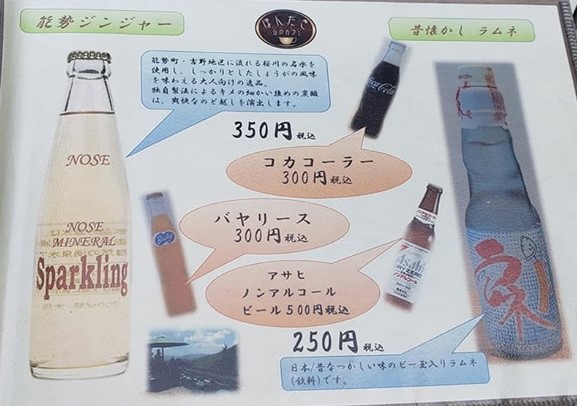 能勢ジンジャー
昔懐かし ラムネ
能勢町・吉野地区に流れる桜川の名水を
使用し、しっかりとしたしょうがの風味
を味わえる大人向けの逸品。
独自製法によるキメの細かい強めの炭酸
は、爽快なのど越しを演出します。
350円税込
コカコーラー
300円税込
バヤリース
300円税込
アサヒ
ノンアルコール
ビール500円税込
250円税込
日本/昔なつかしい味のビー玉入りラムネ
(飲料)です。
NOSE
NOSE
MINERAL
Sparkling
Coca-Cola
Asahi